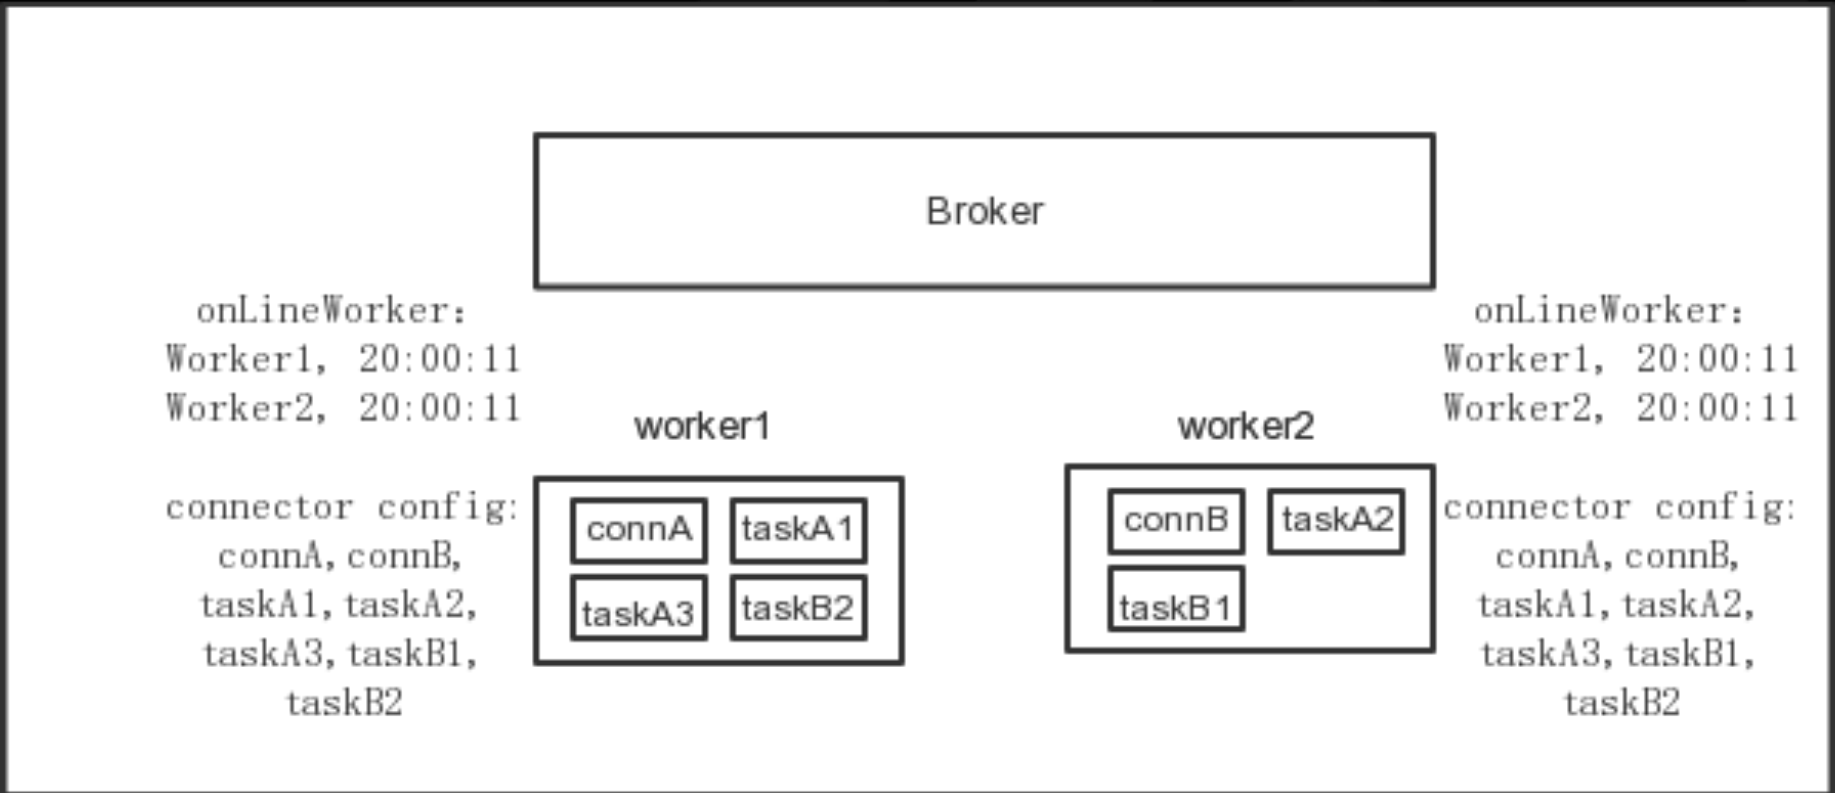 Broker
onLineWorker:
Worker1, 20:00:11
Worker2, 20:00:11
connector config:
connA, connB,
taskA1, taskA2,
taskA3, taskB1,
taskB2
worker1
connA
taskA1
taskA3
taskB2
worker2
connB
taskA2
taskB1
onLineWorker:
Worker1, 20:00:11
Worker2, 20:00:11
connector config:
connA, connB,
taskA1, taskA2,
taskA3, taskB1,
taskB2